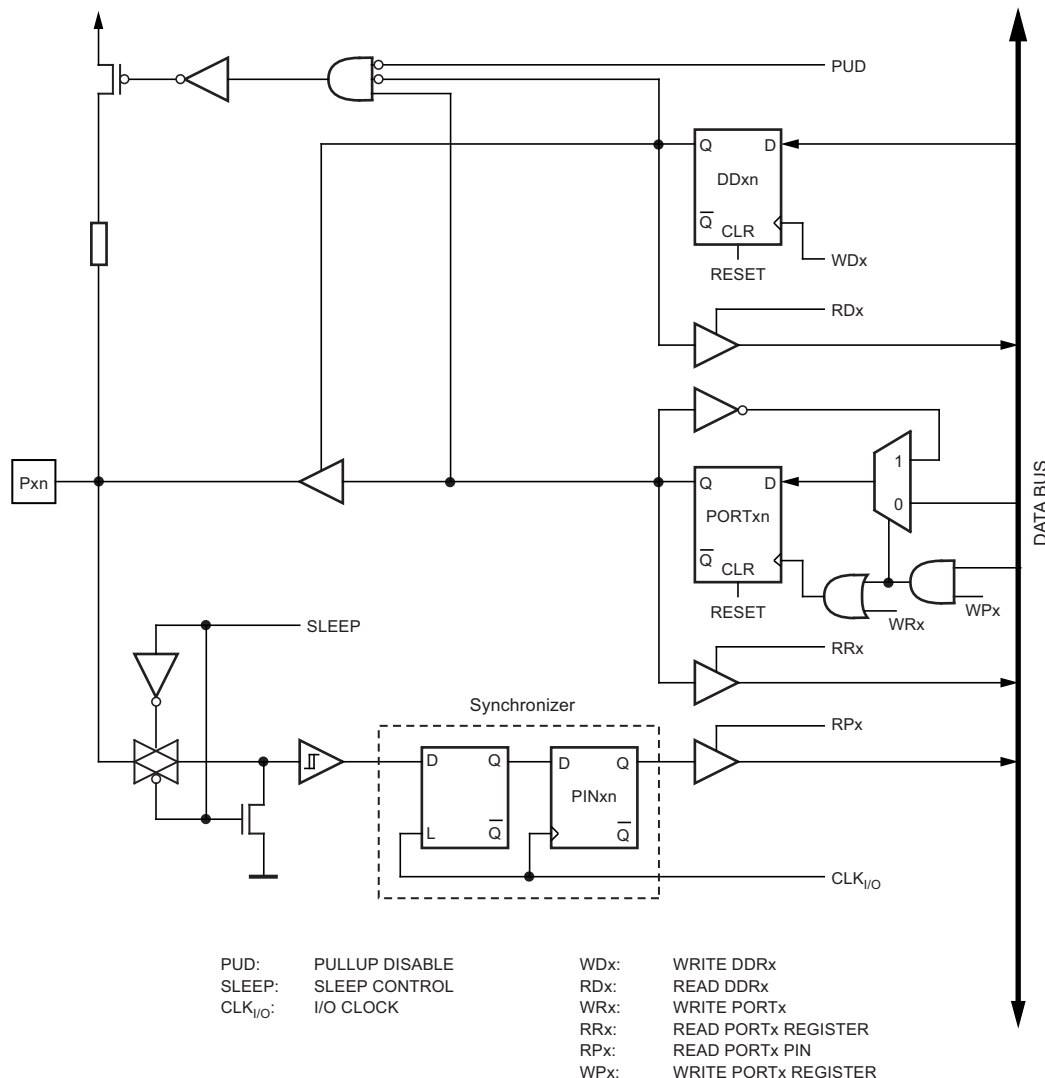 PUD
Q D
DDxn
Q
CLR
RESET
WDx
RDx
Pxn
1
Q D
0
PORTxn
Q
CLR
RESET
WRx
WPx
DATA BUS
SLEEP
RRx
Synchronizer
RPx
D Q
D Q
PINxn
L Q
Q
CLKI/O
PUD: PULLUP DISABLE
SLEEP: SLEEP CONTROL
CLKI/O: I/O CLOCK
WDx: WRITE DDRx
RDx: READ DDRx
WRx: WRITE PORTx
RRx: READ PORTx REGISTER
RPx: READ PORTx PIN
WPx: WRITE PORTx REGISTER